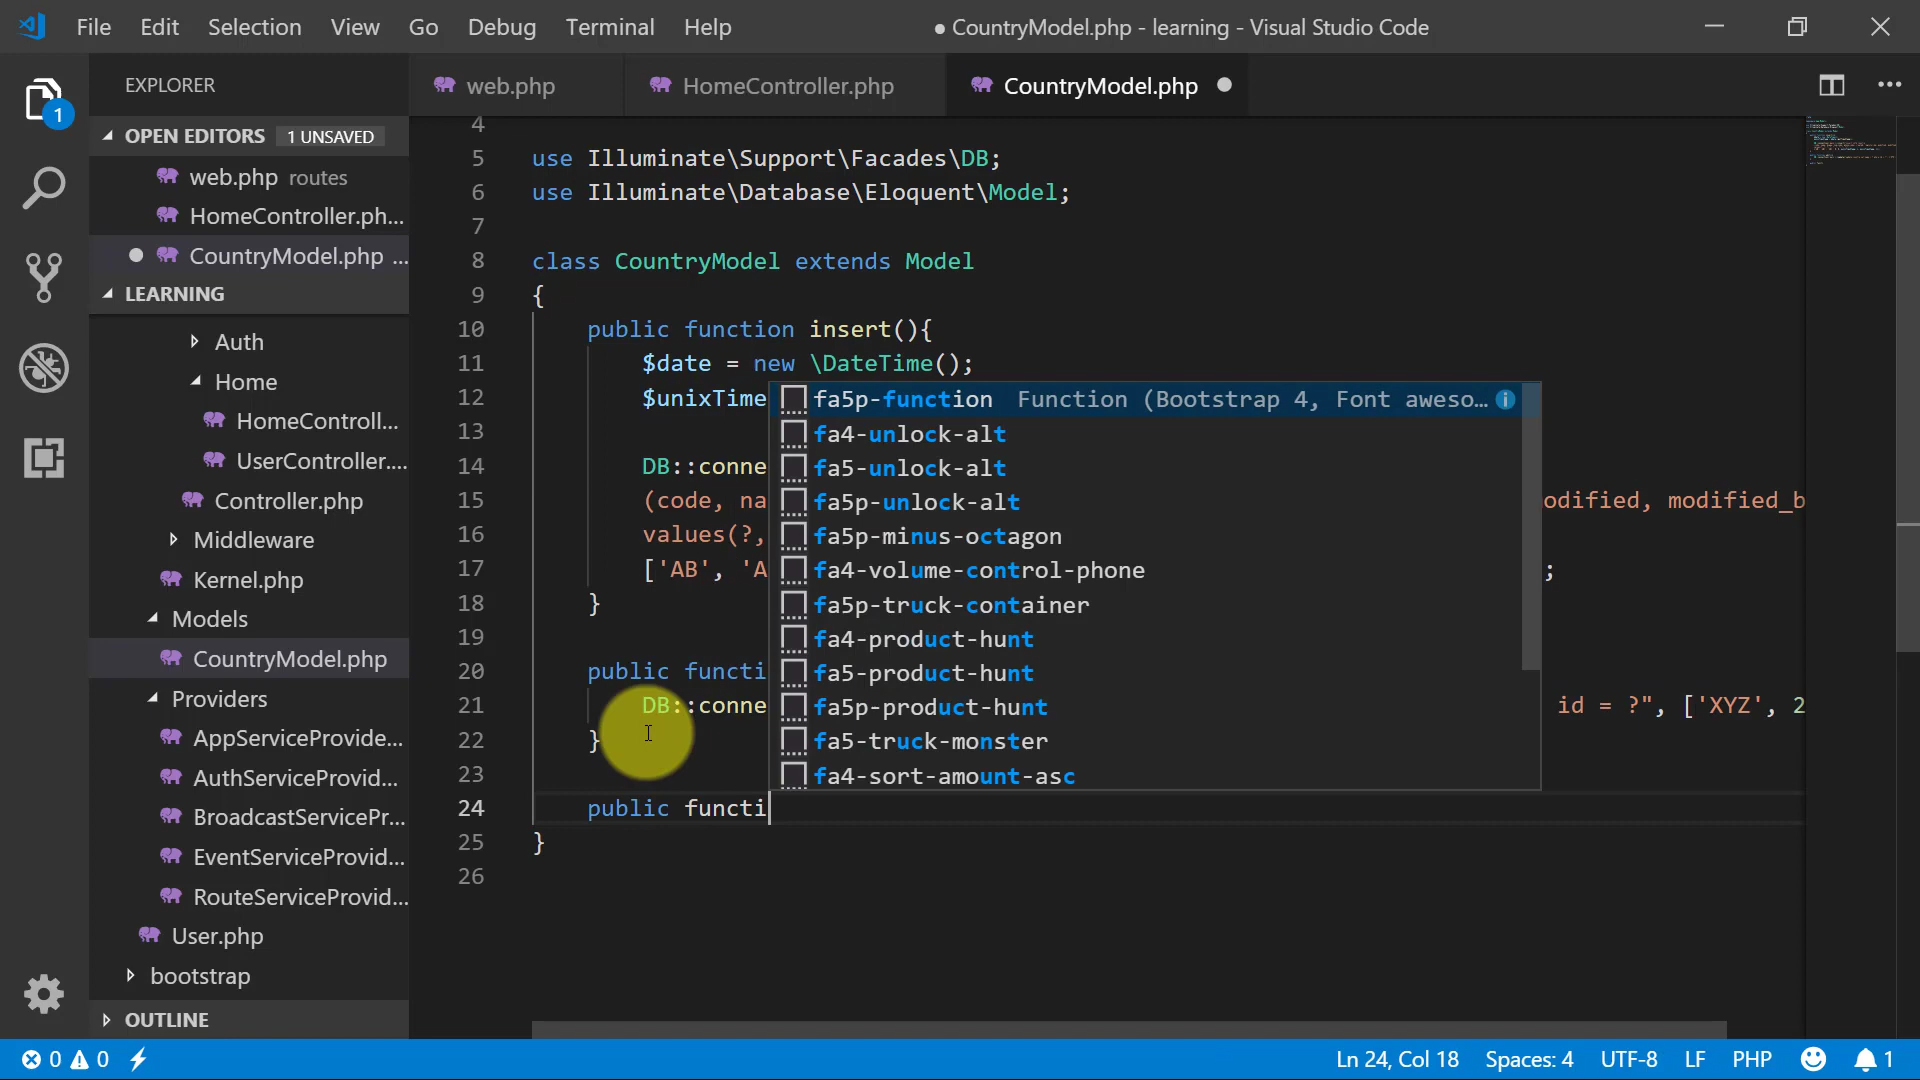 File Edit Selection View Go Debug Terminal Help
● CountryModel.php - learning - Visual Studio Code
EXPLORER
OPEN EDITORS 1 UNSAVED
web.php routes
HomeController.ph...
CountryModel.php ...
LEARNING
Auth
Home
HomeControll...
UserController....
Controller.php
Middleware
Kernel.php
Models
CountryModel.php
Providers
AppServiceProvide...
AuthServiceProvid...
BroadcastServicePr...
EventServiceProvid...
RouteServiceProvid...
User.php
bootstrap
OUTLINE
web.php HomeController.php CountryModel.php
4
5 use Illuminate\Support\Facades\DB;
6 use Illuminate\Database\Eloquent\Model;
7
8 class CountryModel extends Model
9 {
10 public function insert(){
11 $date = new \DateTime();
12 $unixTime
13
14 DB::conne
15 (code, na odified, modified_b
16 values(?,
17 ['AB', 'A ;
18 }
19
20 public functi
21 DB::conne id = ?", ['XYZ', 2
22 }
23
24 public functi
25 }
26
fa5p-function Function (Bootstrap 4, Font aweso...
fa4-unlock-alt
fa5-unlock-alt
fa5p-unlock-alt
fa5p-minus-octagon
fa4-volume-control-phone
fa5p-truck-container
fa4-product-hunt
fa5-product-hunt
fa5p-product-hunt
fa5-truck-monster
fa4-sort-amount-asc
1
0 0 Ln 24, Col 18 Spaces: 4 UTF-8 LF PHP 1